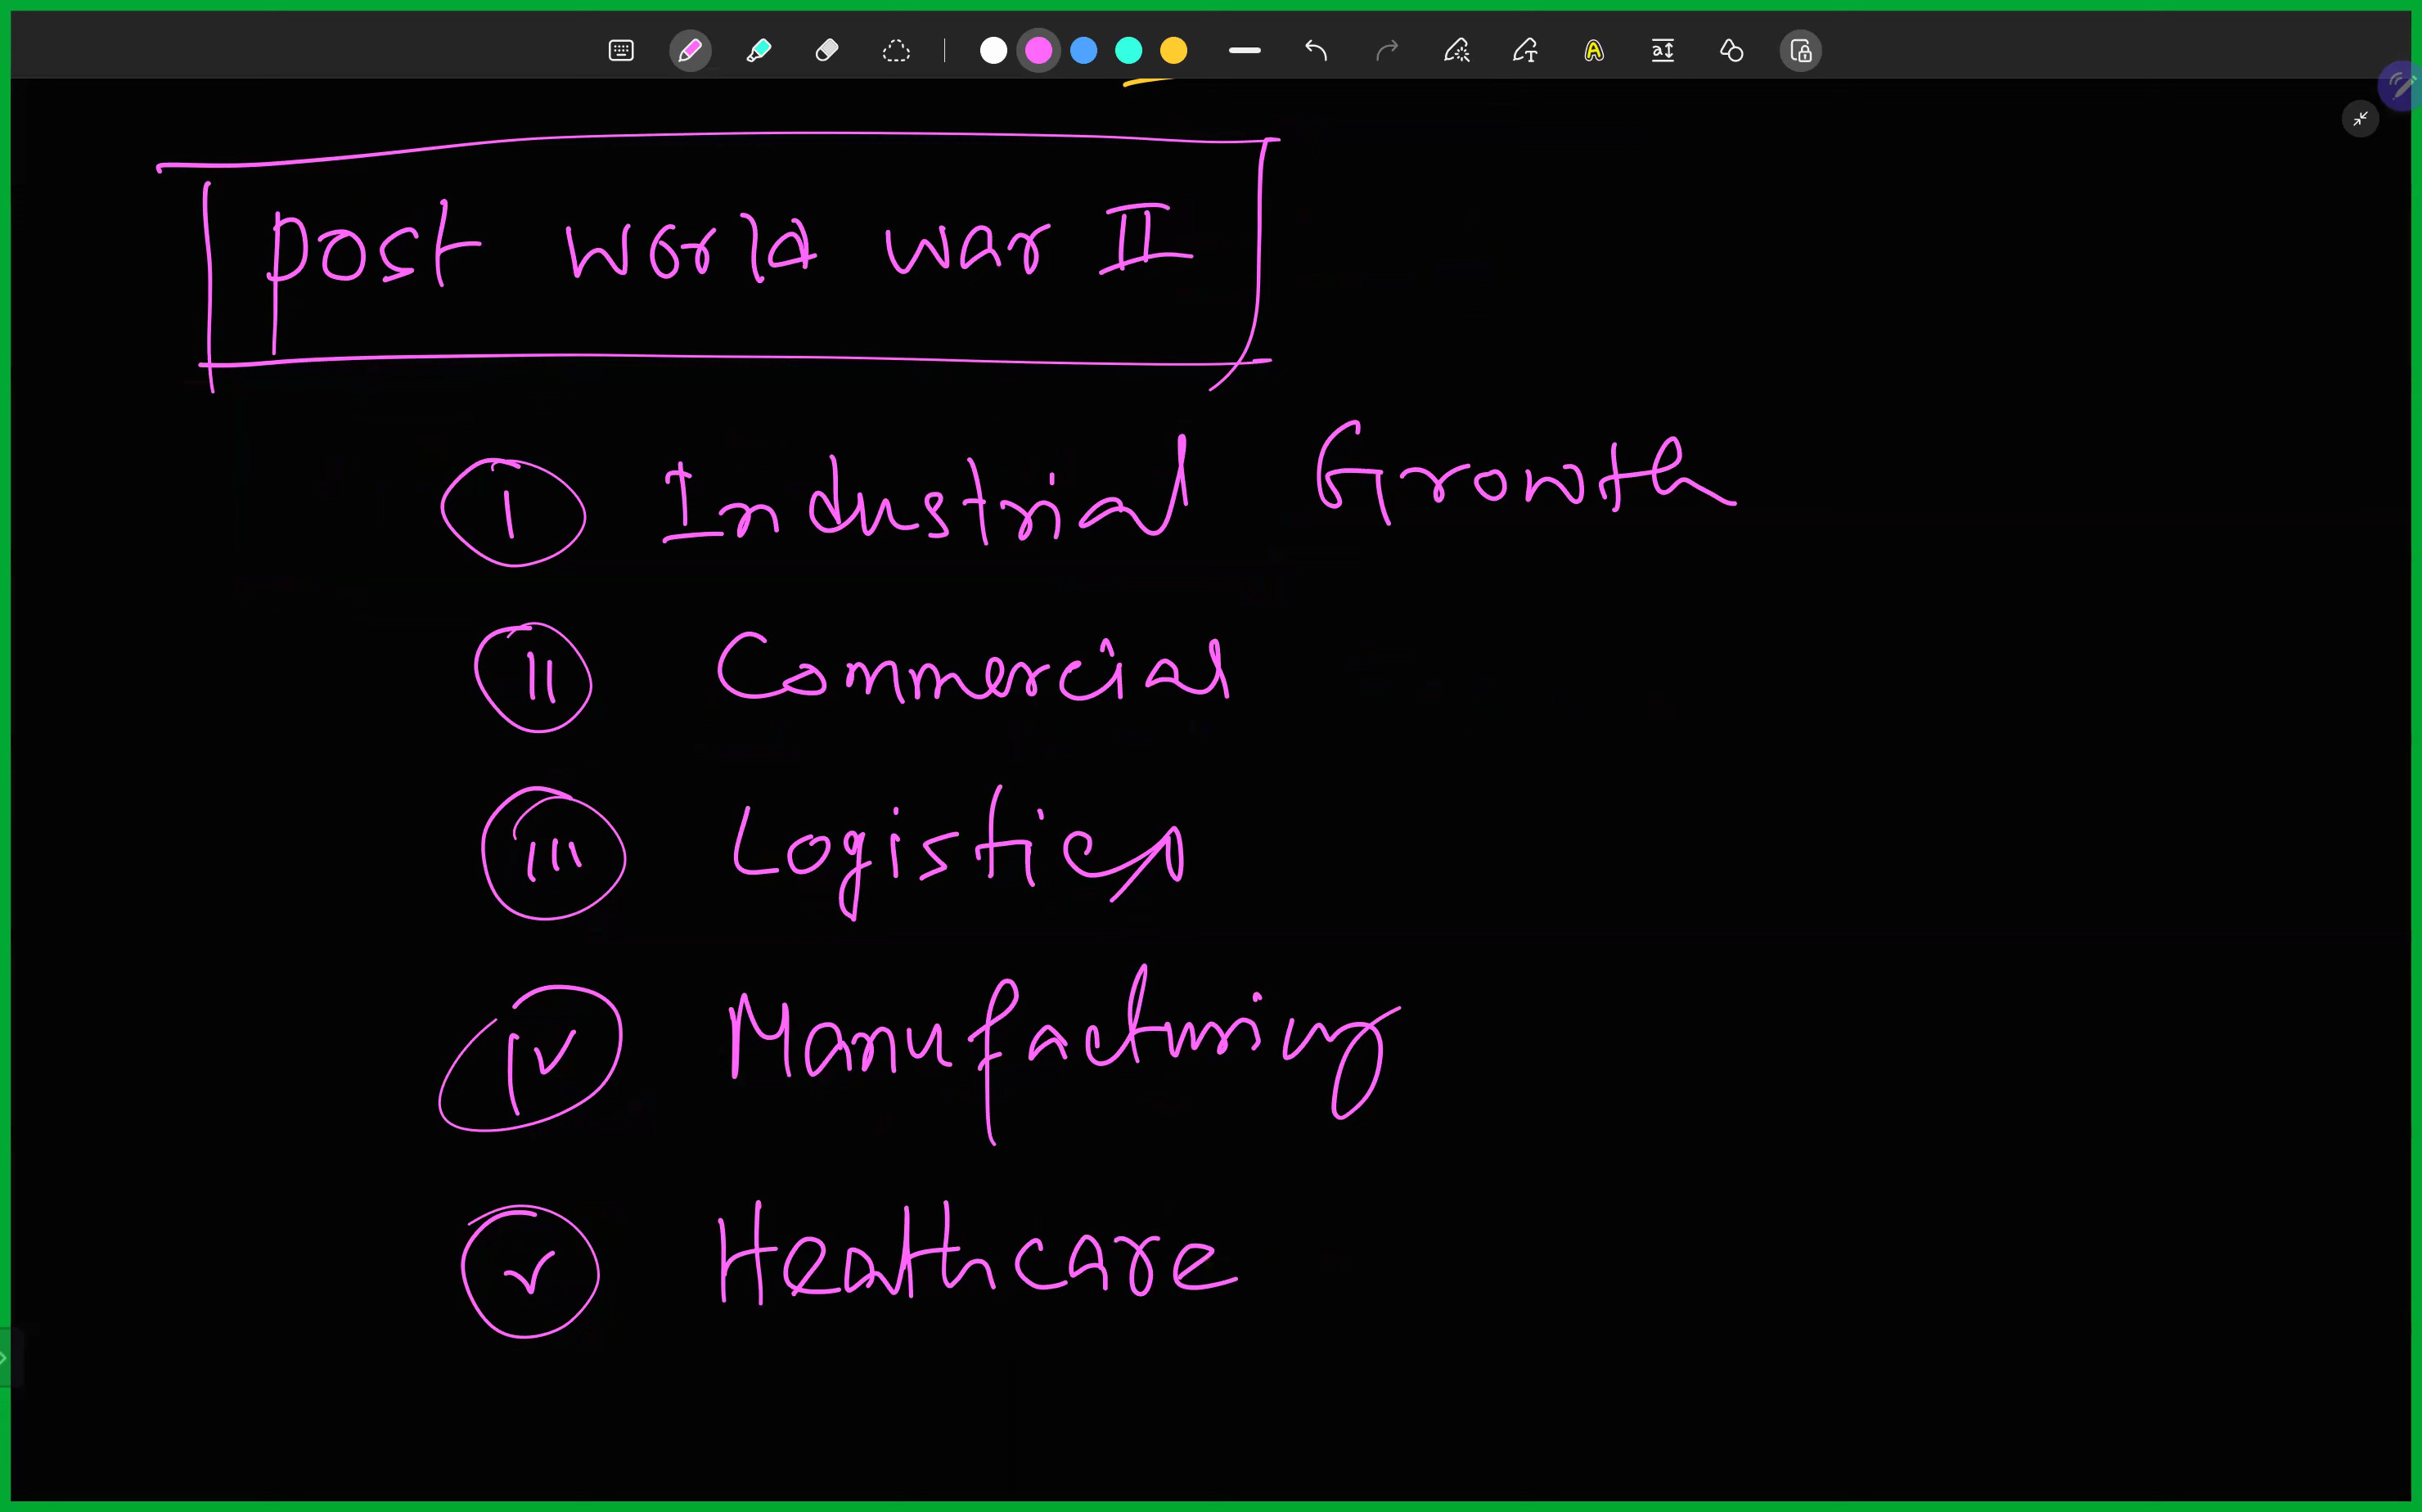 Post World War II
I Industrial Growth
II Commercial
III Logistics
IV Manufacturing
V Healthcare